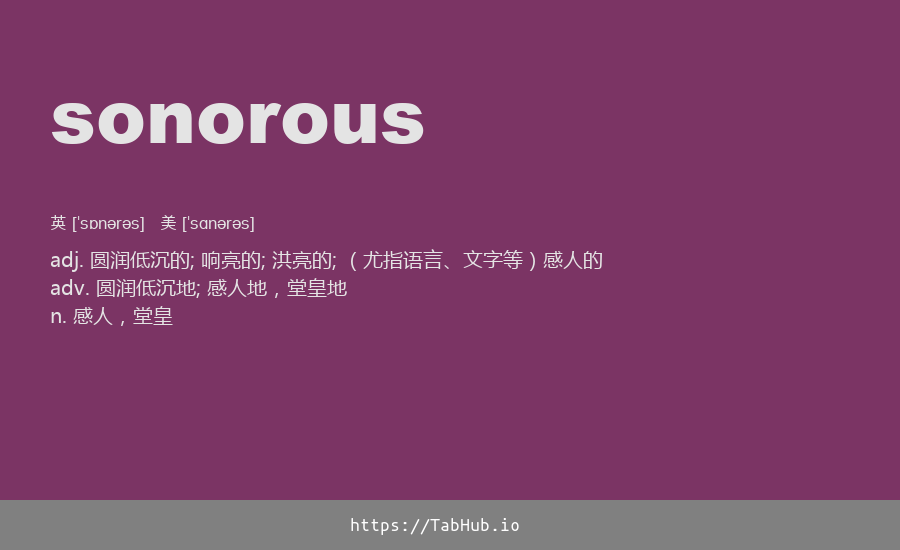 sonorous
英 [ˈsɒnərəs] 美 [ˈsɑnərəs]
adj. 圆润低沉的; 响亮的; 洪亮的; （尤指语言、文字等）感人的
adv. 圆润低沉地; 感人地，堂皇地
n. 感人，堂皇
https://TabHub.io